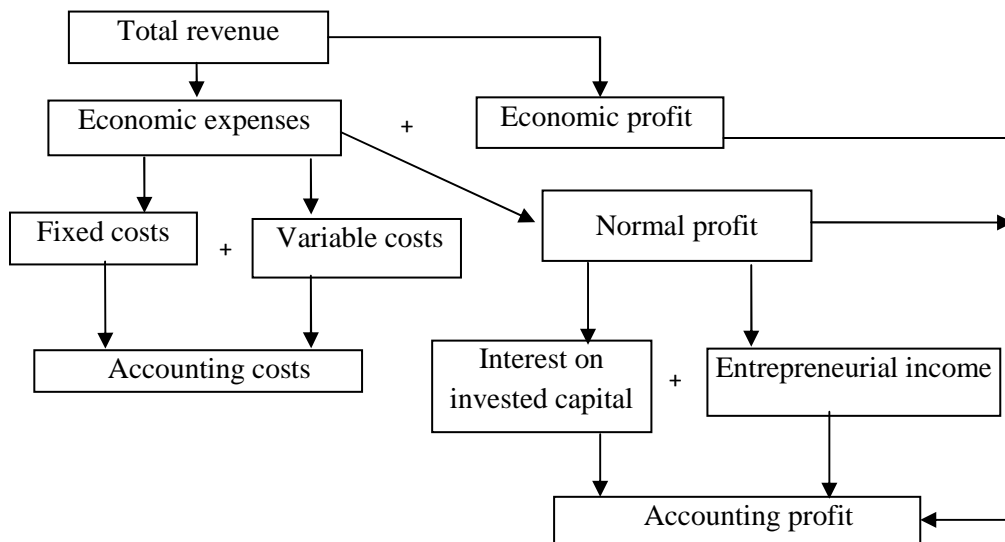 Total revenue
Economic expenses
+
Economic profit
Fixed costs
+
Variable costs
Normal profit
Accounting costs
Interest on
invested capital
+
Entrepreneurial income
Accounting profit